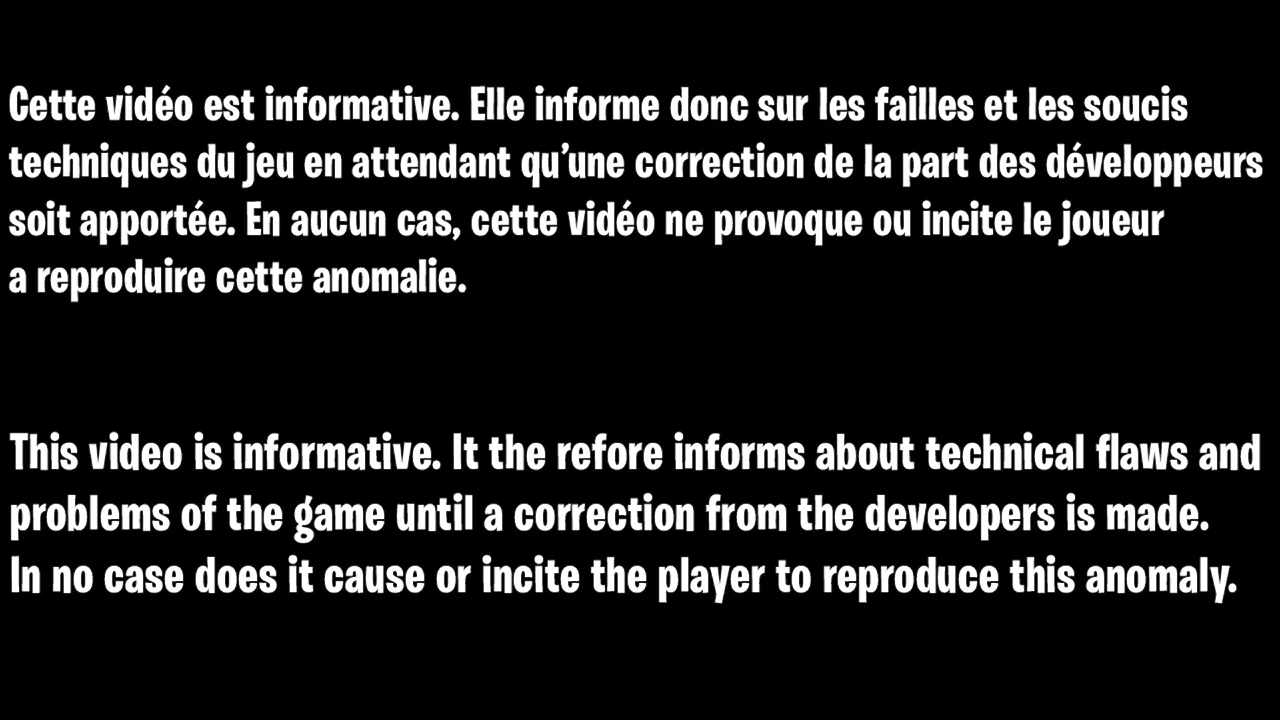 Cette vidéo est informative. Elle informe donc sur les failles et les soucis
techniques du jeu en attendant qu'une correction de la part des développeurs
soit apportée. En aucun cas, cette vidéo ne provoque ou incite le joueur
a reproduire cette anomalie.
This video is informative. It the refore informs about technical flaws and
problems of the game until a correction from the developers is made.
In no case does it cause or incite the player to reproduce this anomaly.